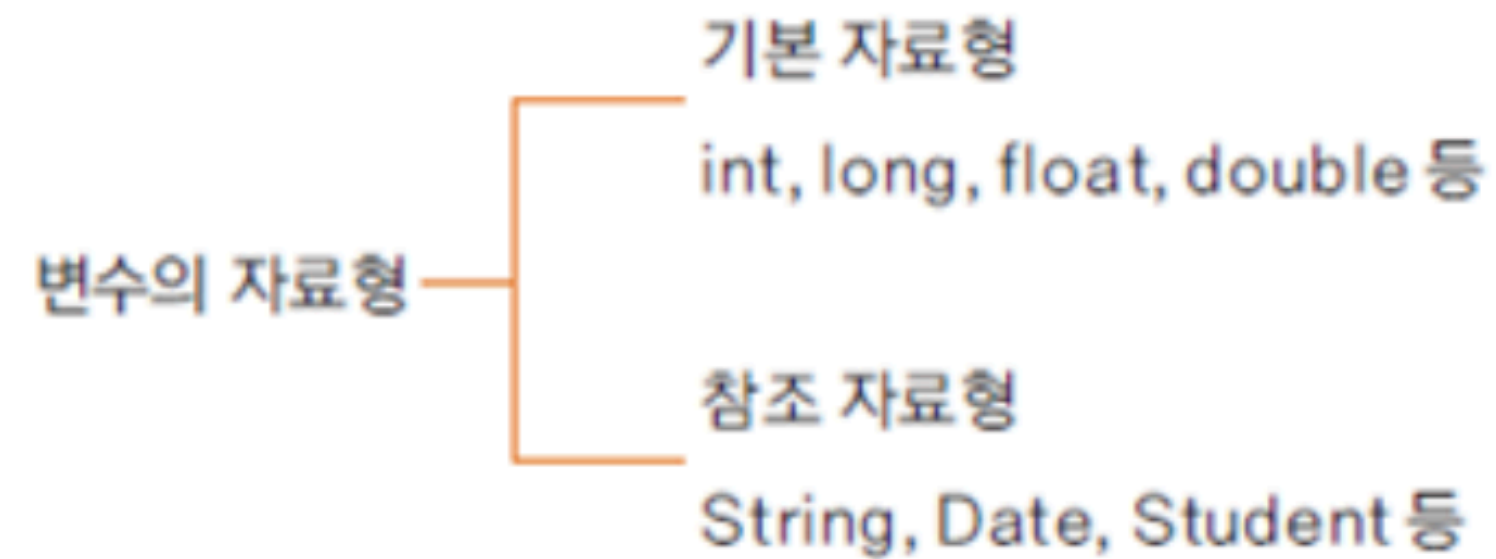 기본 자료형
int, long, float, double 등
변수의 자료형
참조 자료형
String, Date, Student 등